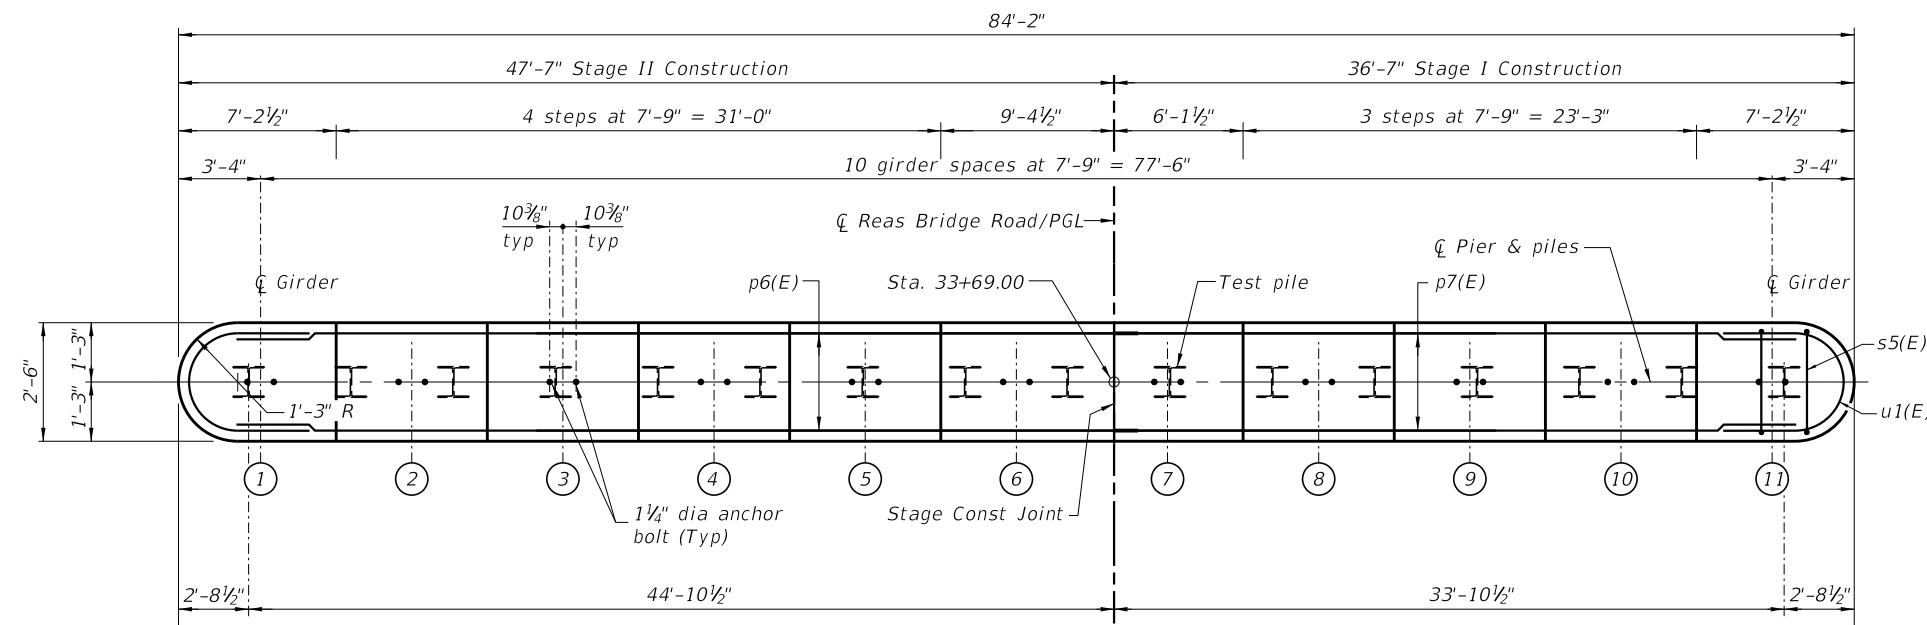 84'-2"
47'-7" Stage II Construction
36'-7" Stage I Construction
7'-2½"
4 steps at 7'-9" = 31'-0"
9'-4½"
6'-1½"
3 steps at 7'-9" = 23'-3"
7'-2½"
3'-4"
10 girder spaces at 7'-9" = 77'-6"
3'-4"
10⅜"
typ
10⅜"
typ
℄ Reas Bridge Road/PGL
℄ Pier & piles
℄ Girder
p6(E)
Sta. 33+69.00
Test pile
p7(E)
℄ Girder
2'-6"
1'-3"
1'-3"
s5(E)
1'-3" R
u1(E)
1
2
3
4
5
6
7
8
9
10
11
1¼" dia anchor
bolt (Typ)
Stage Const Joint
2'-8½"
44'-10½"
33'-10½"
2'-8½"